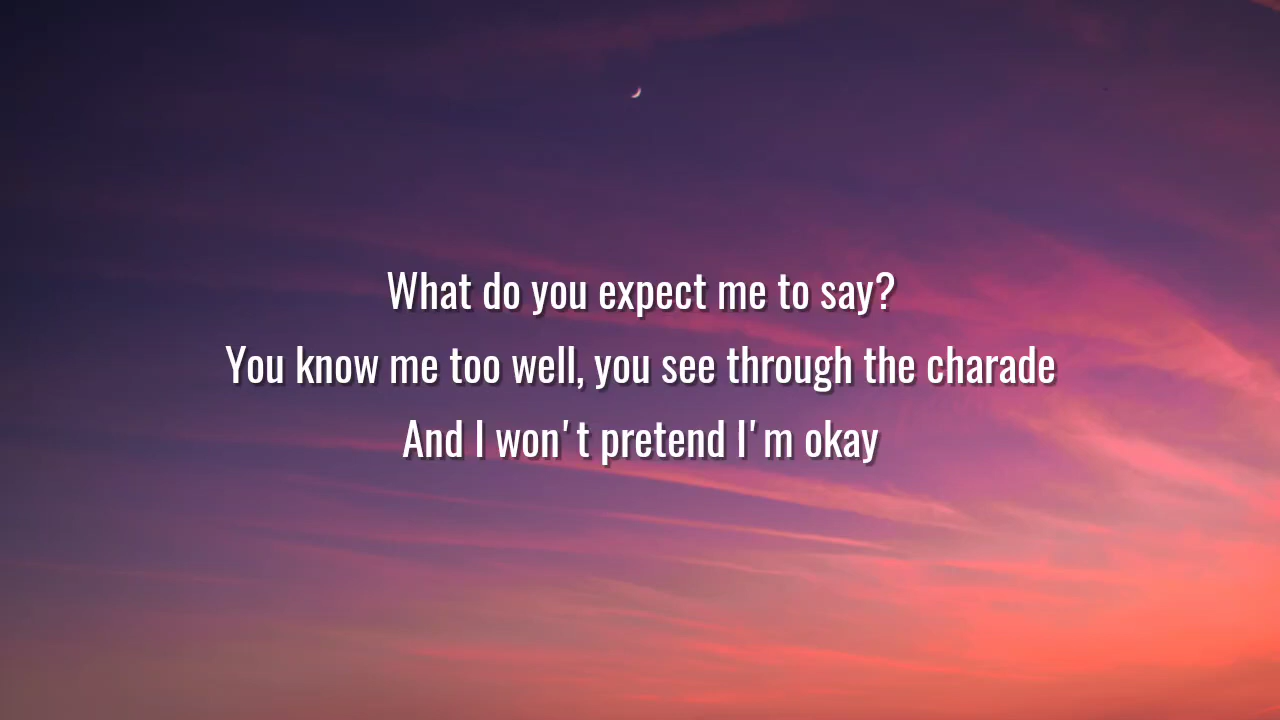 What do you expect me to say?
You know me too well, you see through the charade
And I won't pretend I'm okay